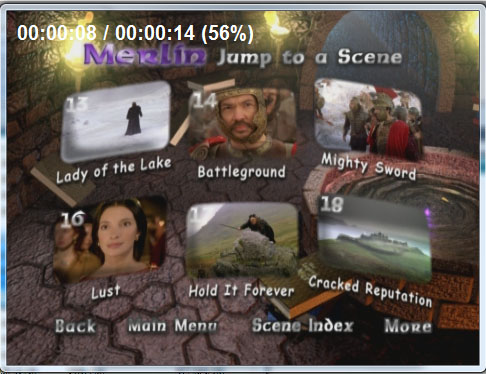 00:00:08 / 00:00:14 (56%)
Merlin Jump to a Scene
13
14
Lady of the Lake
Battleground
Mighty Sword
16
18
Lust
Hold It Forever
Cracked Reputation
Back
Main Menu
Scene Index
More